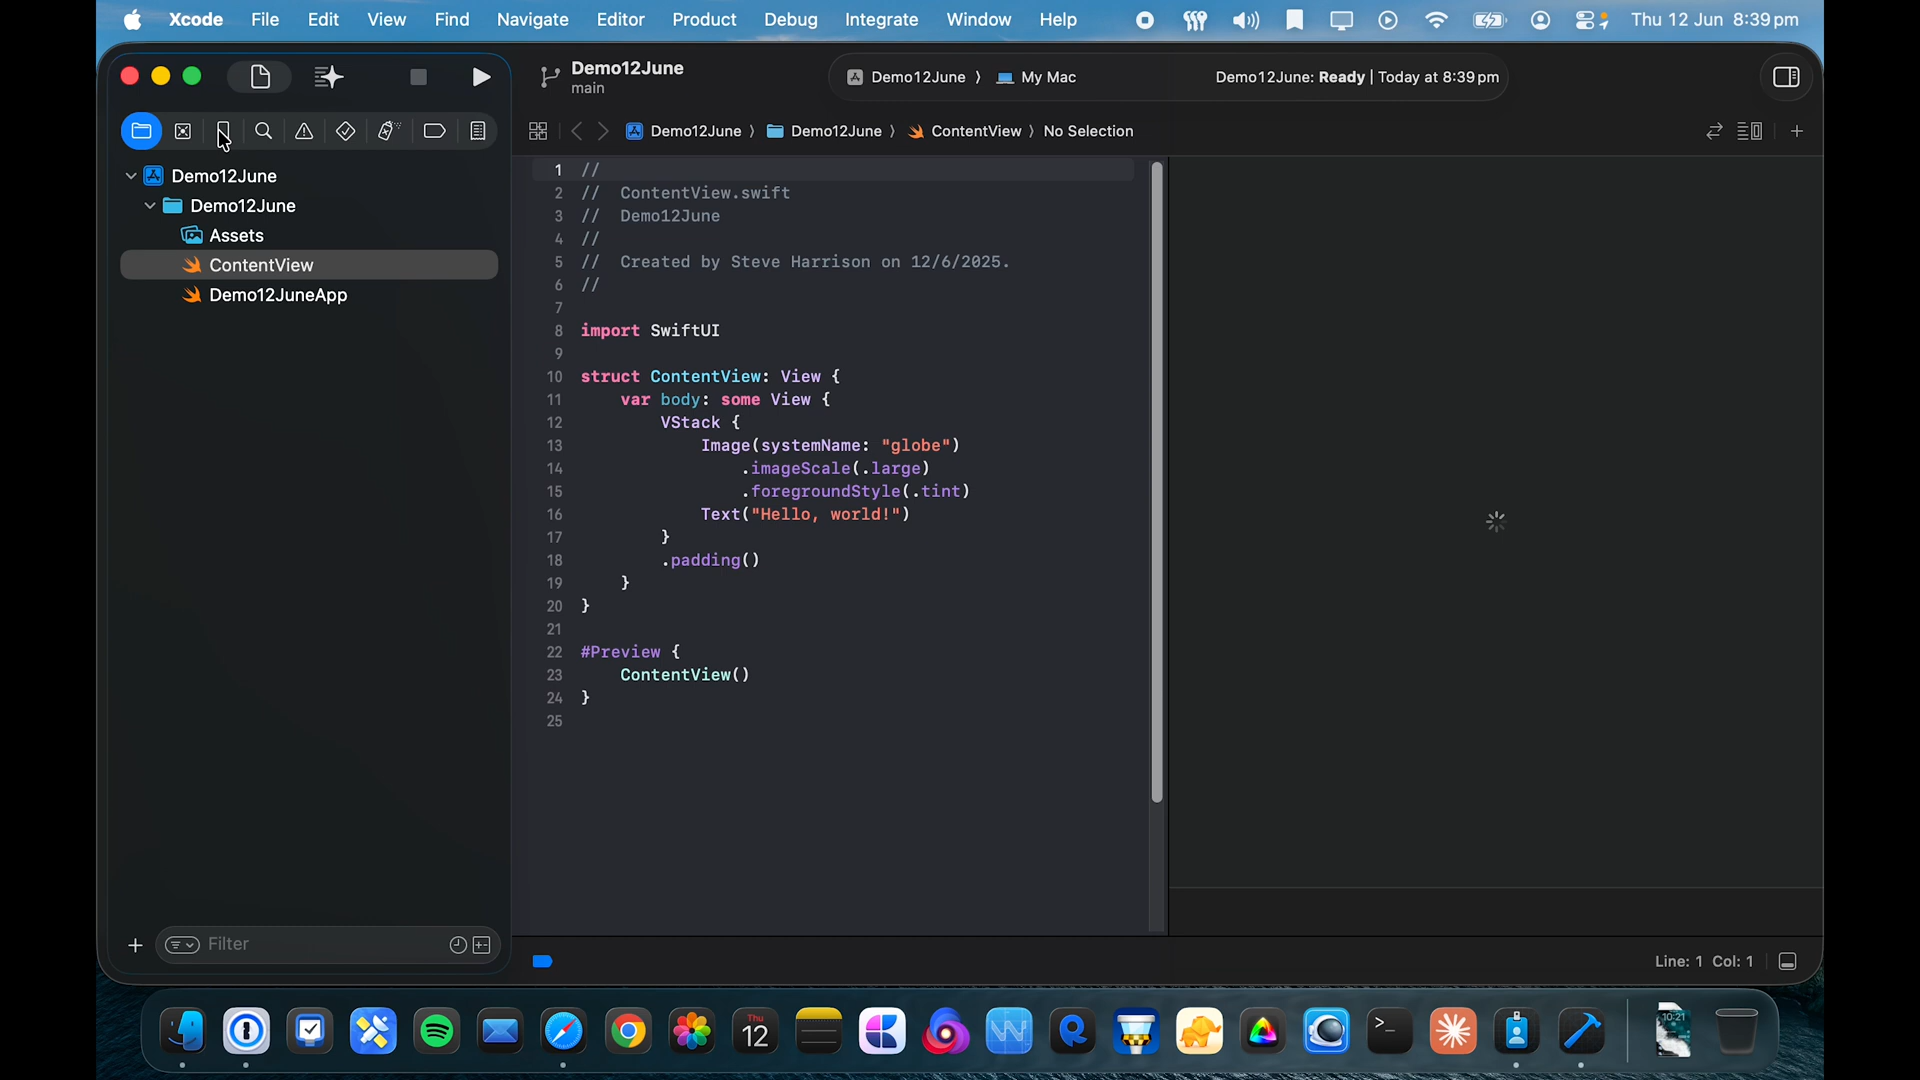 Xcode File Edit View Find Navigate Editor Product Debug Integrate Window Help Thu 12 Jun 8:39 pm
Demo12June
main
Demo12June 〉 My Mac
Demo12June: Ready | Today at 8:39 pm
Demo12June 〉 Demo12June 〉 ContentView 〉 No Selection
Demo12June
Demo12June
Assets
ContentView
Demo12JuneApp
Filter
1 //
2 //  ContentView.swift
3 //  Demo12June
4 //
5 //  Created by Steve Harrison on 12/6/2025.
6 //
7
8 import SwiftUI
9
10 struct ContentView: View {
11     var body: some View {
12         VStack {
13             Image(systemName: "globe")
14                 .imageScale(.large)
15                 .foregroundStyle(.tint)
16             Text("Hello, world!")
17         }
18         .padding()
19     }
20 }
21
22 #Preview {
23     ContentView()
24 }
25
Line: 1 Col: 1
Thu
12
10:21